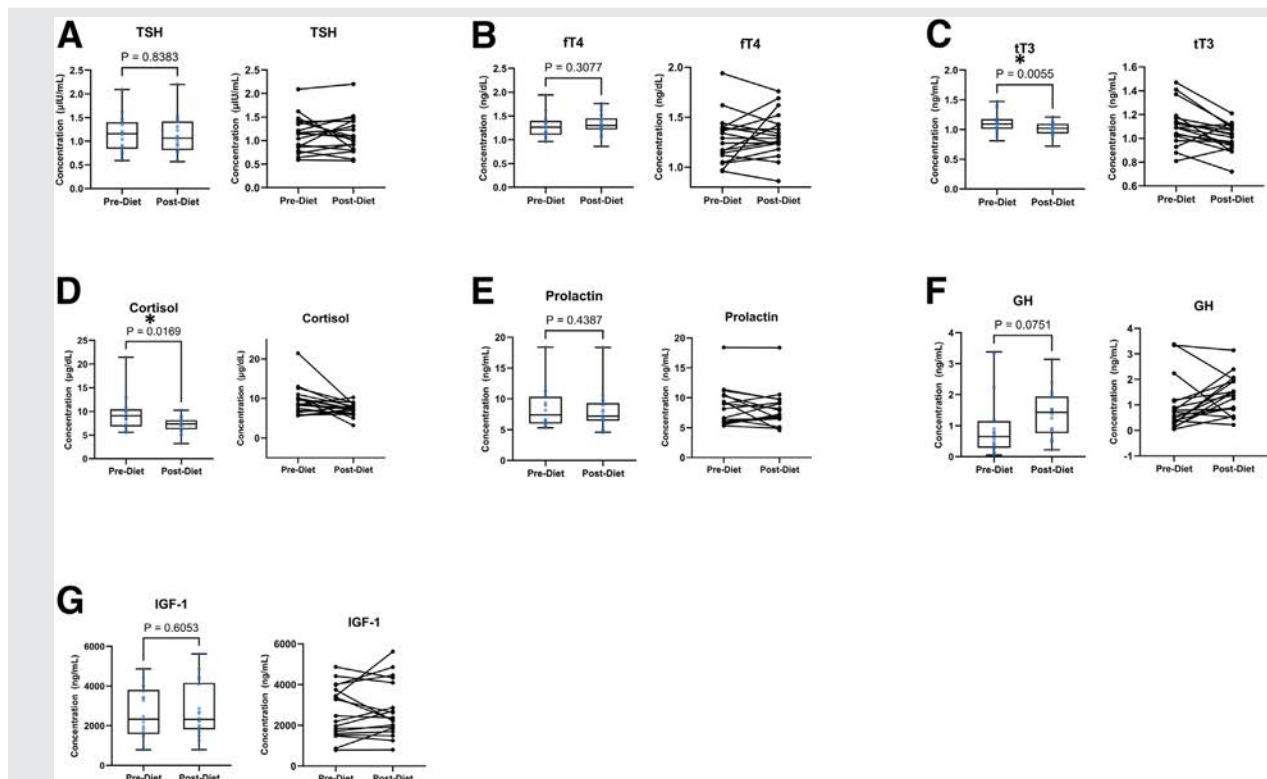 A
TSH
P = 0.8383
Concentration (µIU/mL)
2.5
2.0
1.5
1.0
0.5
0.0
Pre-Diet Post-Diet
TSH
Concentration (µIU/mL)
2.5
2.0
1.5
1.0
0.5
0.0
Pre-Diet Post-Diet
B
fT4
P = 0.3077
Concentration (ng/dL)
2.5
2.0
1.5
1.0
0.5
0.0
Pre-Diet Post-Diet
fT4
Concentration (ng/dL)
2.0
1.5
1.0
Pre-Diet Post-Diet
C
tT3
*
P = 0.0055
Concentration (ng/mL)
2.0
1.5
1.0
0.5
0.0
Pre-Diet Post-Diet
tT3
Concentration (ng/mL)
1.6
1.4
1.2
1.0
0.8
0.6
Pre-Diet Post-Diet
D
Cortisol
*
P = 0.0169
Concentration (µg/dL)
25
20
15
10
5
0
Pre-Diet Post-Diet
Cortisol
Concentration (µg/dL)
20
10
0
Pre-Diet Post-Diet
E
Prolactin
P = 0.4387
Concentration (ng/mL)
20
15
10
5
0
Pre-Diet Post-Diet
Prolactin
Concentration (ng/mL)
20
15
10
5
0
Pre-Diet Post-Diet
F
GH
P = 0.0751
Concentration (ng/mL)
4
3
2
1
0
Pre-Diet Post-Diet
GH
Concentration (ng/mL)
4
3
2
1
0
-1
Pre-Diet Post-Diet
G
IGF-1
P = 0.6053
Concentration (ng/mL)
6000
4000
2000
0
Pre-Diet Post-Diet
IGF-1
Concentration (ng/mL)
6000
4000
2000
0
Pre-Diet Post-Diet